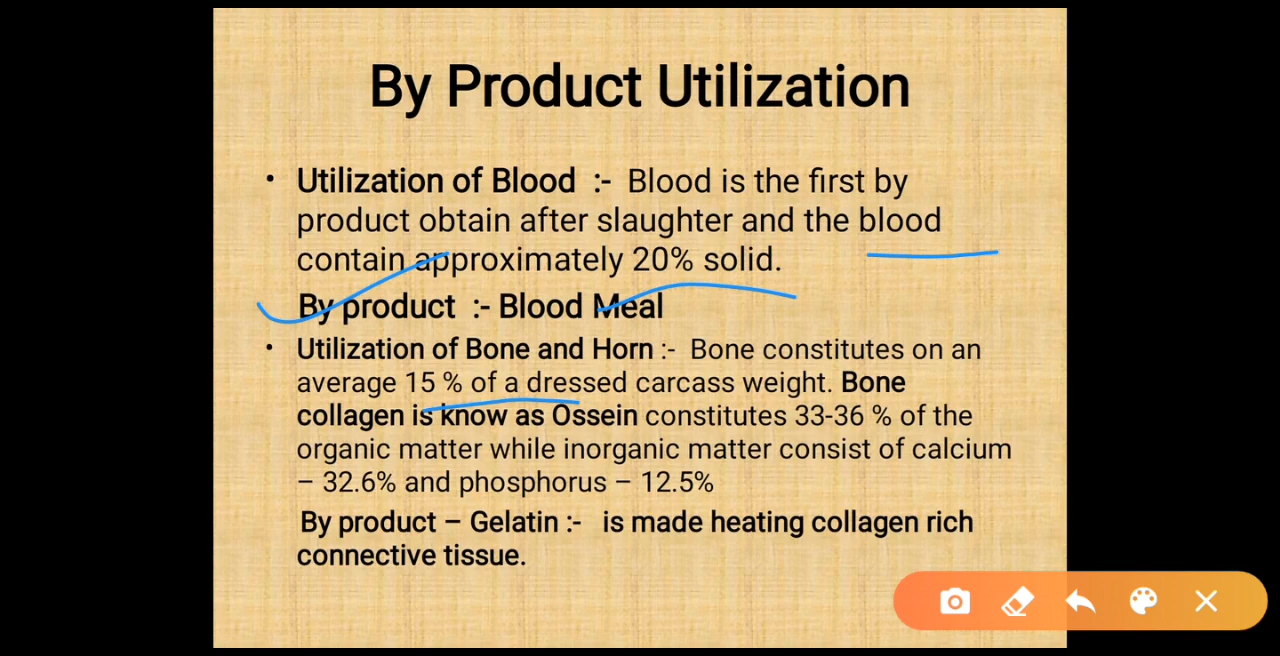 By Product Utilization
• Utilization of Blood :- Blood is the first by
product obtain after slaughter and the blood
contain approximately 20% solid.
By product :- Blood Meal
• Utilization of Bone and Horn :- Bone constitutes on an
average 15 % of a dressed carcass weight. Bone
collagen is know as Ossein constitutes 33-36 % of the
organic matter while inorganic matter consist of calcium
– 32.6% and phosphorus – 12.5%
By product – Gelatin :- is made heating collagen rich
connective tissue.